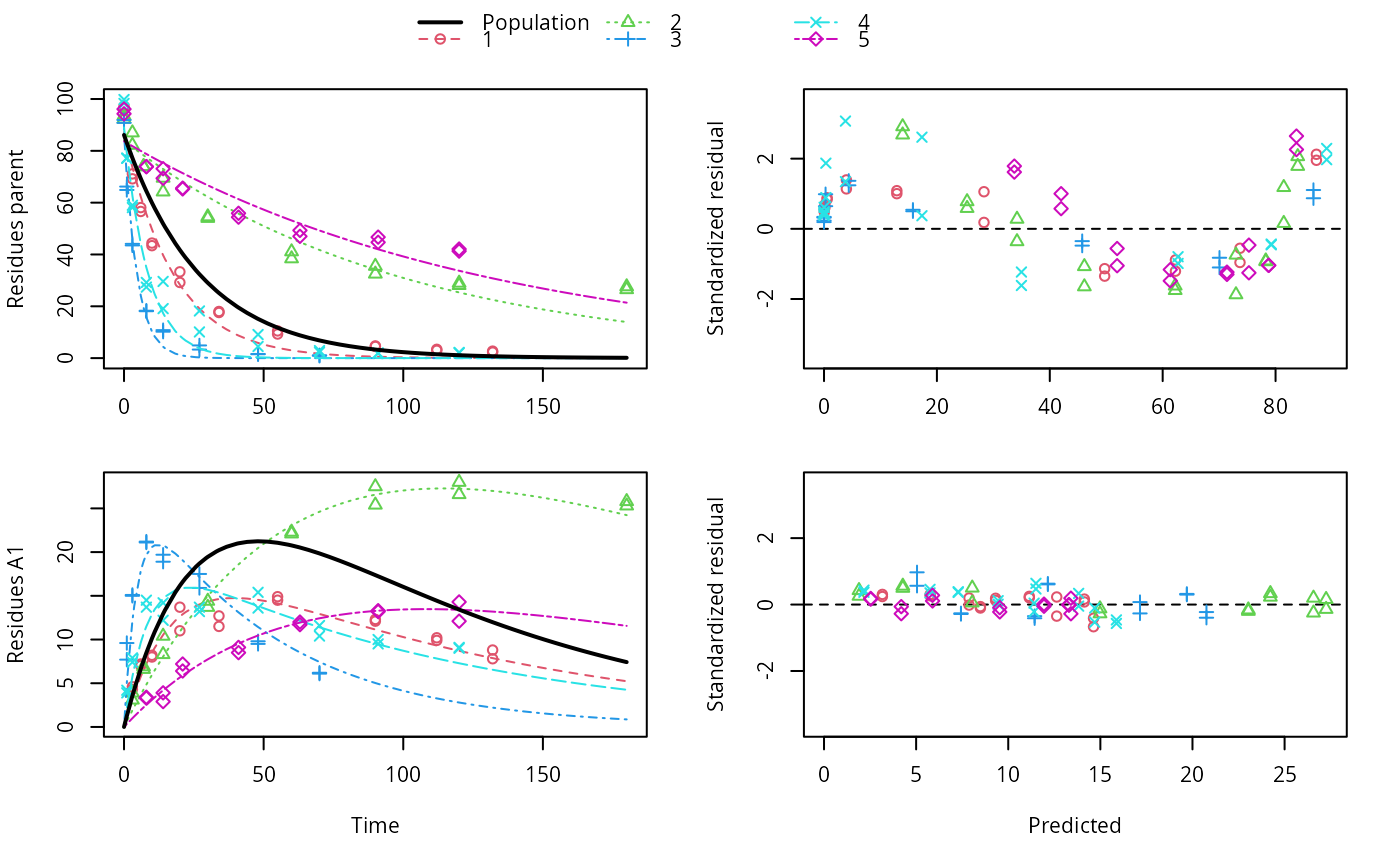 Population 2 4
1 3 5
Residues parent
0 20 40 60 80 100
0 50 100 150
Standardized residual
-2 0 2
0 20 40 60 80
Residues A1
0 5 10 20
0 50 100 150
Time
Standardized residual
-2 0 2
0 5 10 15 20 25
Predicted